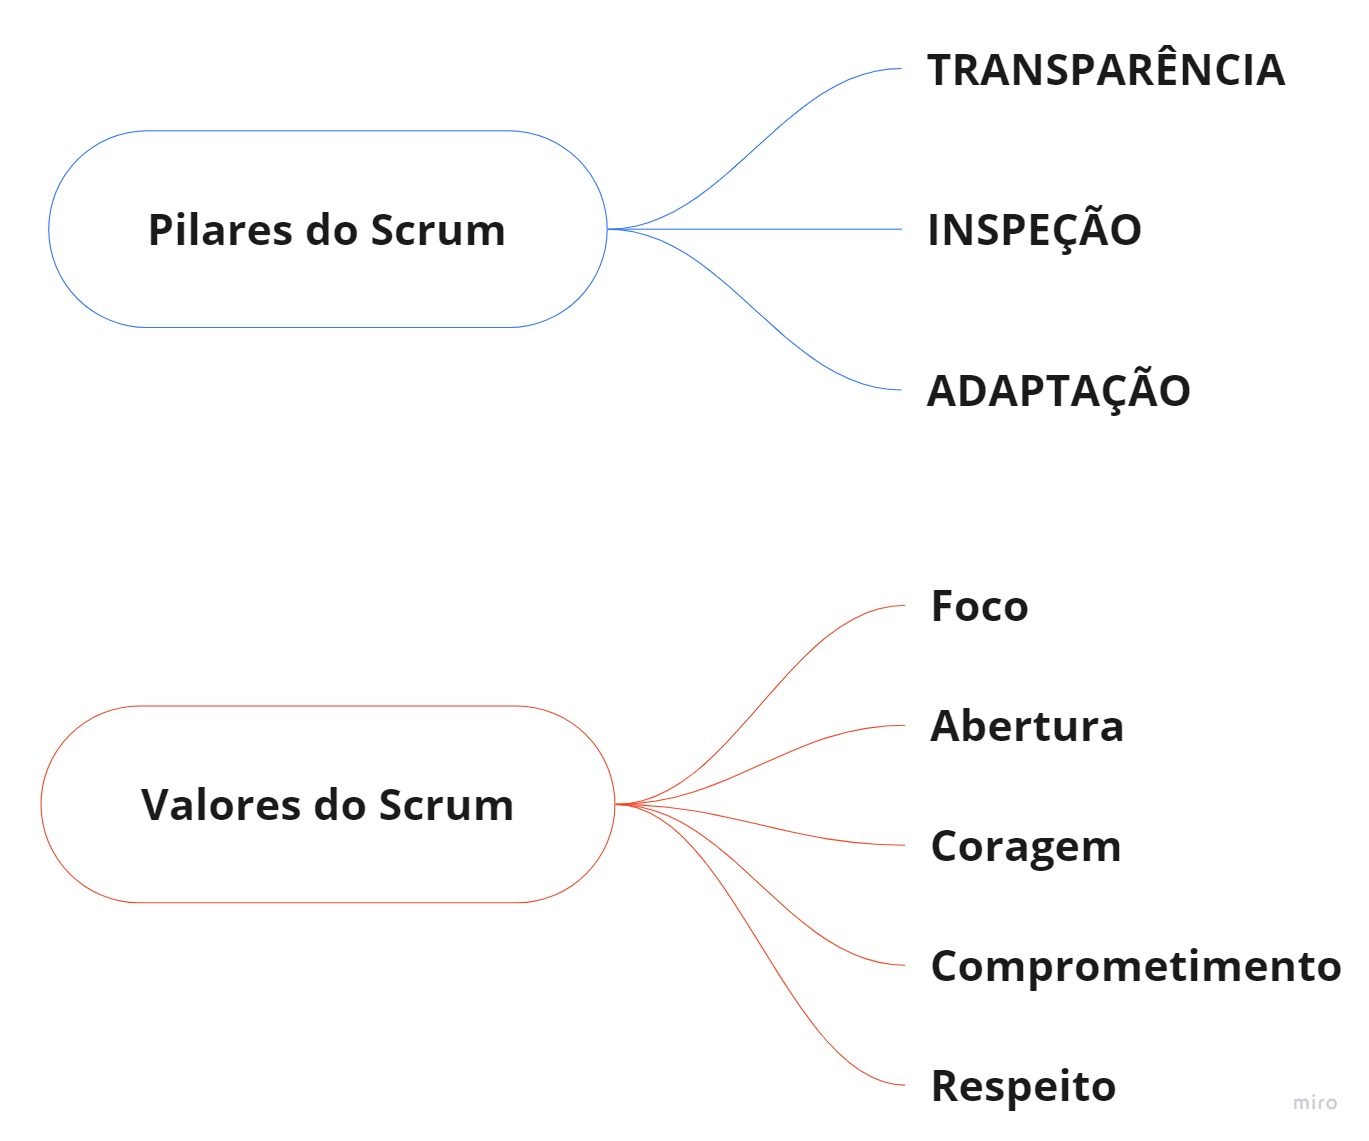 Pilares do Scrum
TRANSPARÊNCIA
INSPEÇÃO
ADAPTAÇÃO
Valores do Scrum
Foco
Abertura
Coragem
Comprometimento
Respeito
miro